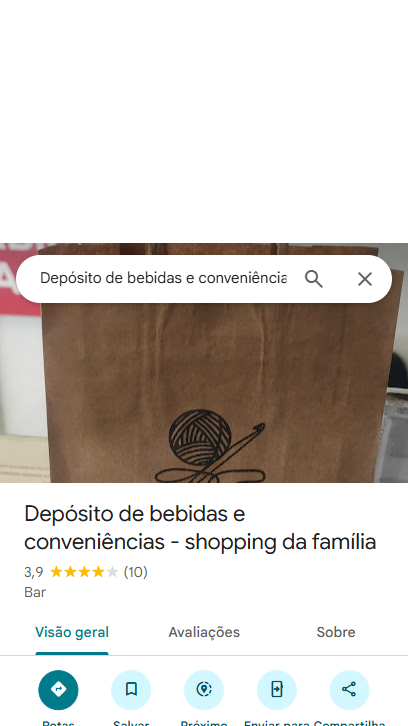 Depósito de bebidas e conveniência
Depósito de bebidas e
conveniências - shopping da família
3,9 (10)
Bar
Visão geral Avaliações Sobre
Rotas Salvar Próximo Enviar para Compartilha